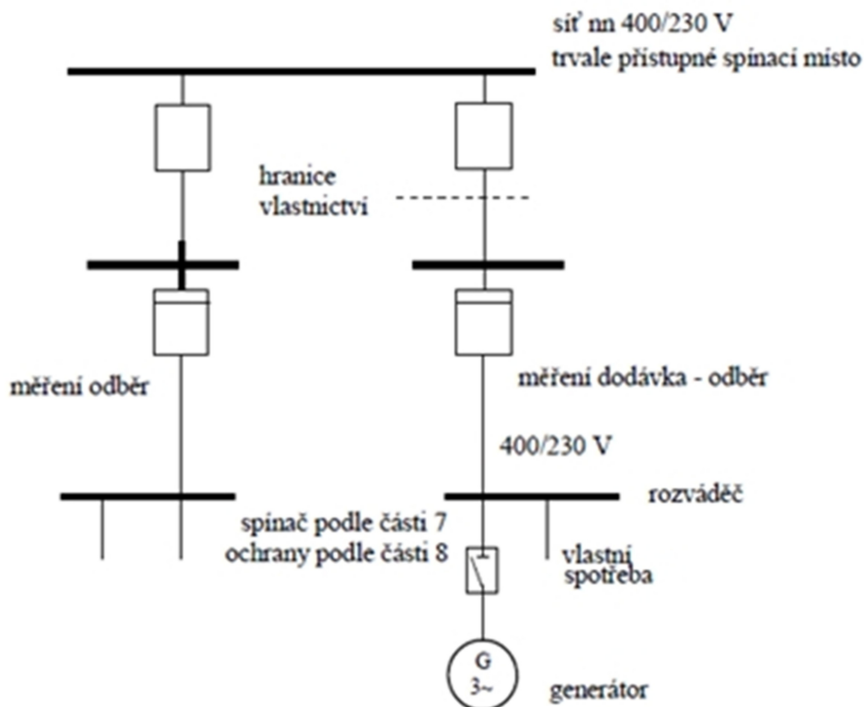 síť nn 400/230 V
trvale přístupné spínací místo
hranice
vlastnictví
měření odběr
měření dodávka - odběr
400/230 V
rozváděč
spínač podle části 7
ochrany podle části 8
vlastní
spotřeba
G
3~
generátor